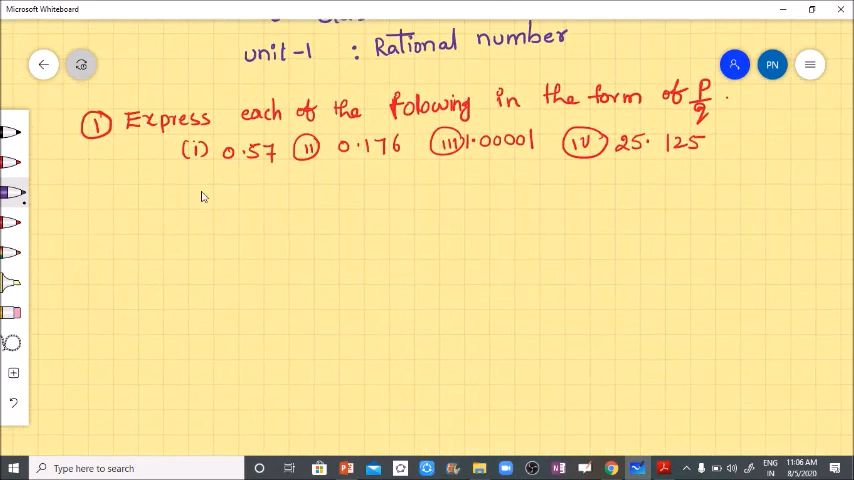 Microsoft Whiteboard
unit-1 : Rational number
PN
① Express each of the folowing in the form of p/q.
(i) 0.57 (ii) 0.176 (iii) 1.00001 (iv) 25.125
Type here to search
ENG
IN
11:06 AM
8/5/2020